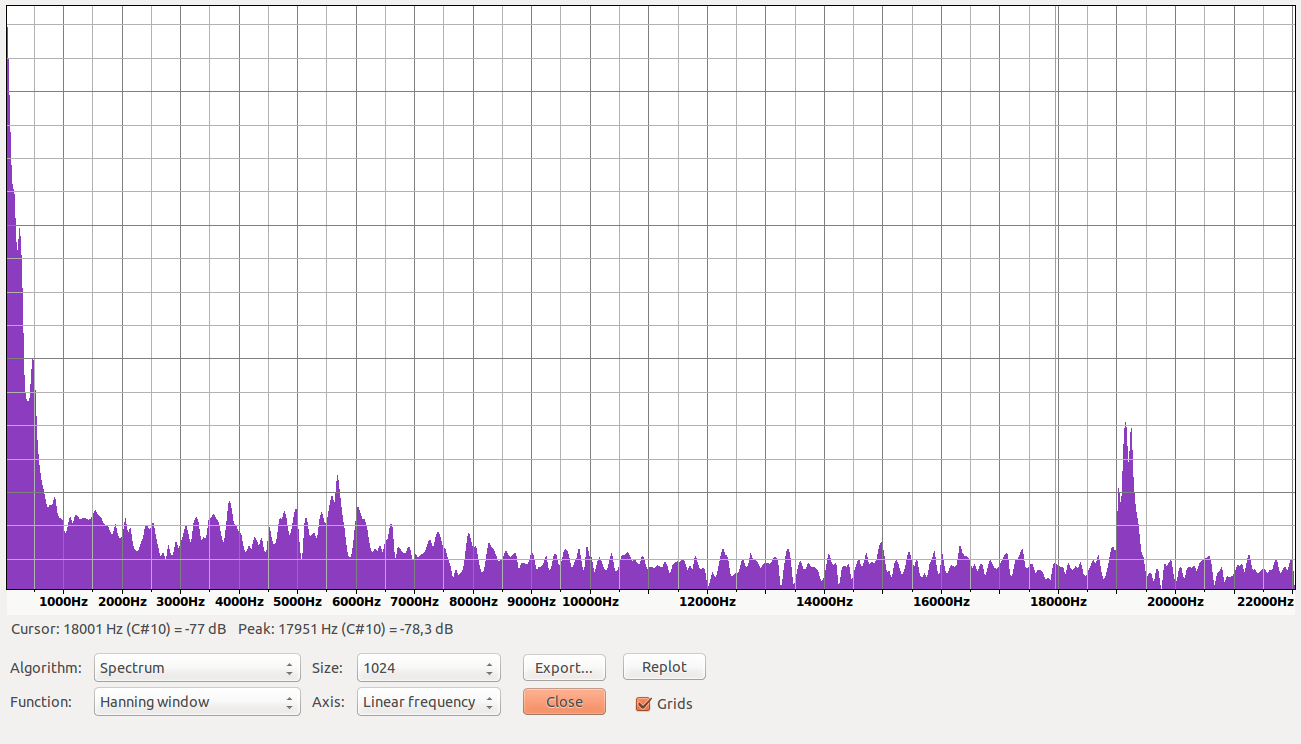 1000Hz 2000Hz 3000Hz 4000Hz 5000Hz 6000Hz 7000Hz 8000Hz 9000Hz 10000Hz 12000Hz 14000Hz 16000Hz 18000Hz 20000Hz 22000Hz
Cursor: 18001 Hz (C#10) = -77 dB Peak: 17951 Hz (C#10) = -78,3 dB
Algorithm: Spectrum Size: 1024 Export... Replot
Function: Hanning window Axis: Linear frequency Close Grids